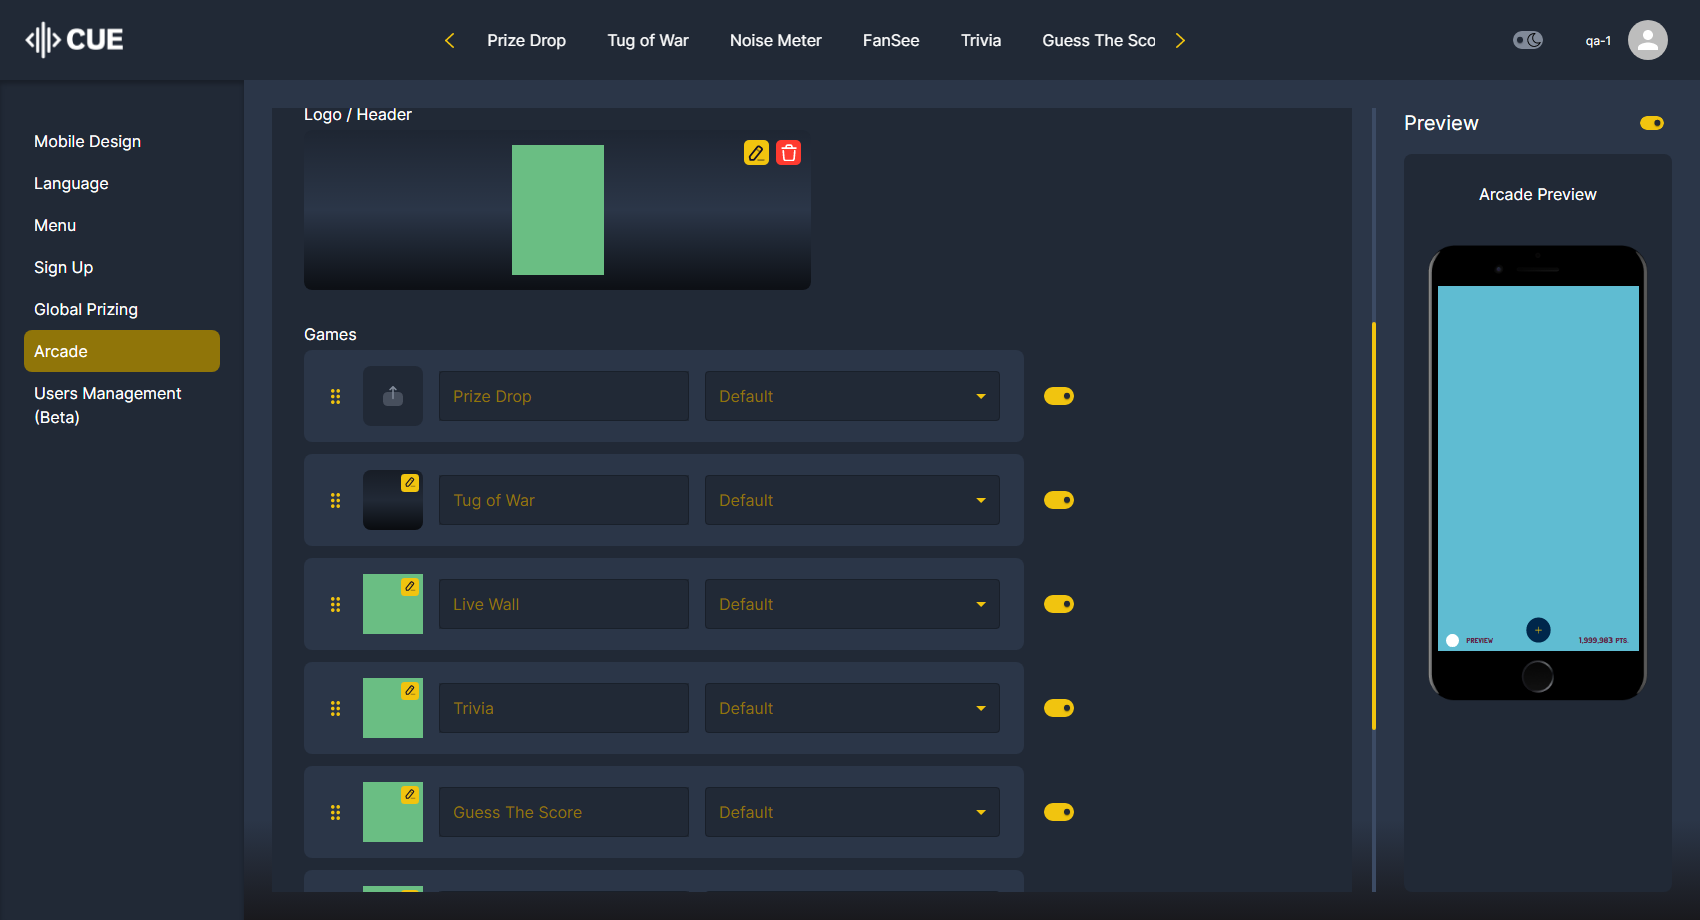 CUE
Prize Drop
Tug of War
Noise Meter
FanSee
Trivia
Guess The Sco
qa-1
Mobile Design
Language
Menu
Sign Up
Global Prizing
Arcade
Users Management
(Beta)
Logo / Header
Games
Prize Drop
Default
Tug of War
Default
Live Wall
Default
Trivia
Default
Guess The Score
Default
Preview
Arcade Preview
PREVIEW
+
1,999,983 PTS.